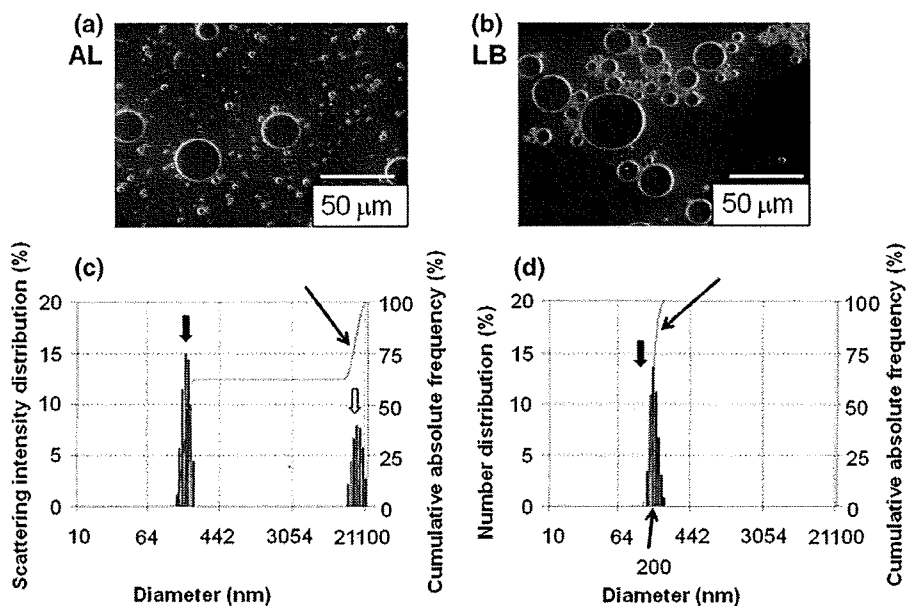 (a)
AL
50 μm
(b)
LB
50 μm
(c)
Scattering intensity distribution (%)
20
15
10
5
0
100
75
50
25
0
Cumulative absolute frequency (%)
10 64 442 3054 21100
Diameter (nm)
(d)
Number distribution (%)
20
15
10
5
0
100
75
50
25
0
Cumulative absolute frequency (%)
10 64 442 3054 21100
200
Diameter (nm)